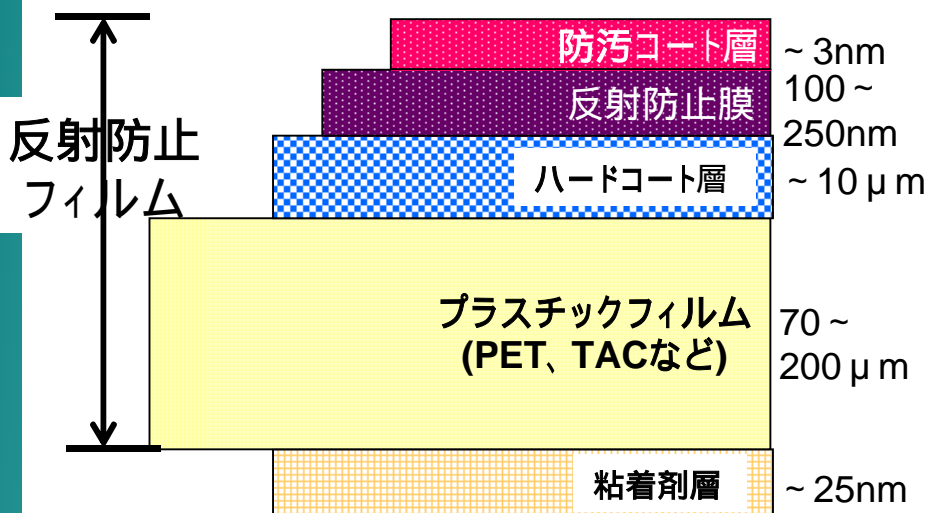 防汚コート層
~ 3nm
反射防止膜
100 ~
250nm
反射防止
フィルム
ハードコート層
~ 10 μ m
プラスチックフィルム
(PET、TACなど)
70 ~
200 μ m
粘着剤層
~ 25nm